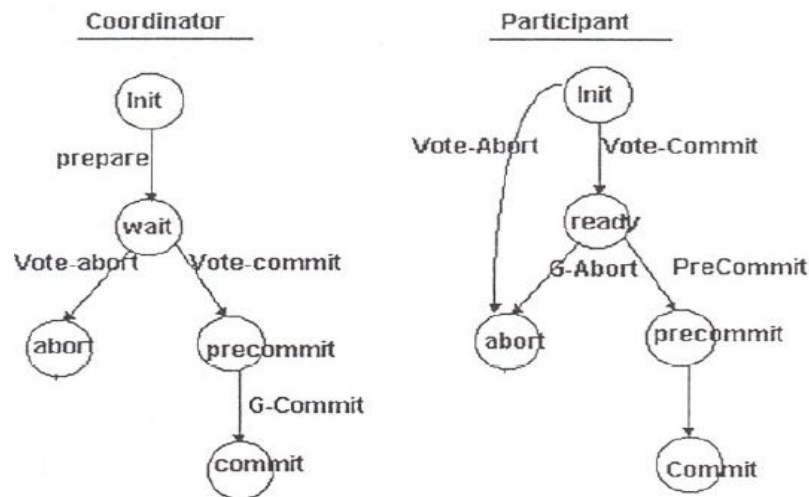 Coordinator
Init
prepare
wait
Vote-abort
Vote-commit
abort
precommit
G-Commit
commit
Participant
Init
Vote-Abort
Vote-Commit
ready
G-Abort
PreCommit
abort
precommit
Commit